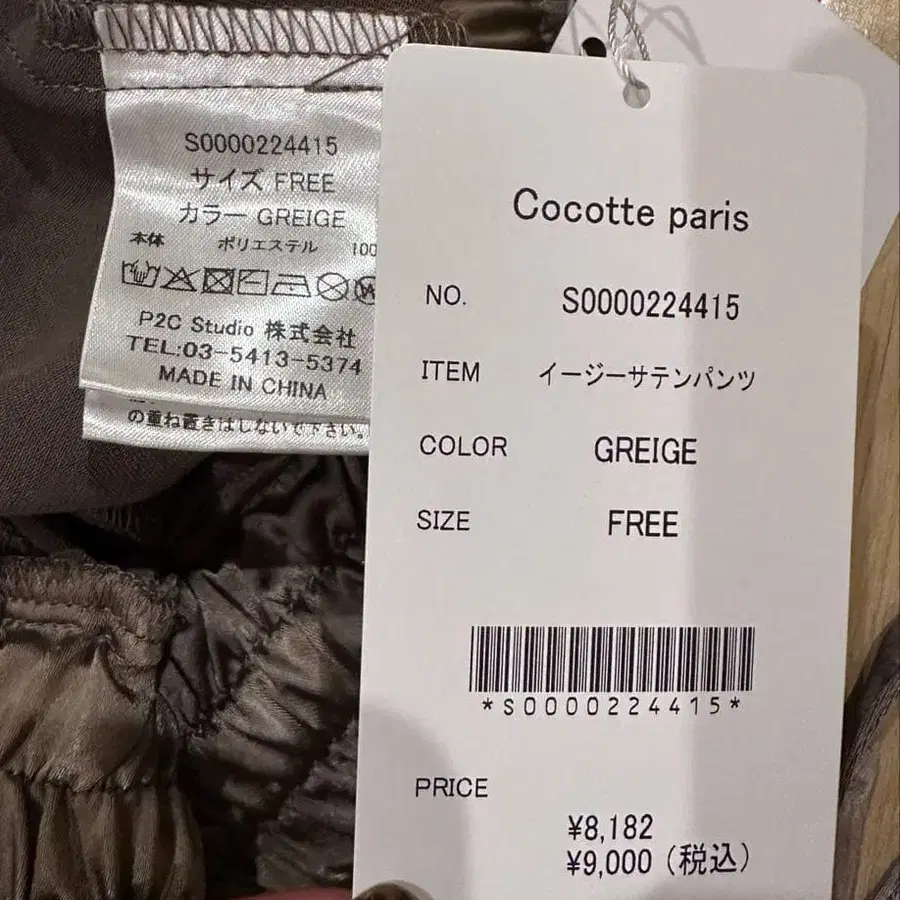 S0000224415
サイズ FREE
カラー GREIGE
本体 ポリエステル 100
P2C Studio 株式会社
TEL:03-5413-5374
MADE IN CHINA
の重ね置きはしないで下さい。
Cocotte paris
NO. S0000224415
ITEM イージーサテンパンツ
COLOR GREIGE
SIZE FREE
*S0000224415*
PRICE
¥8,182
¥9,000（税込）